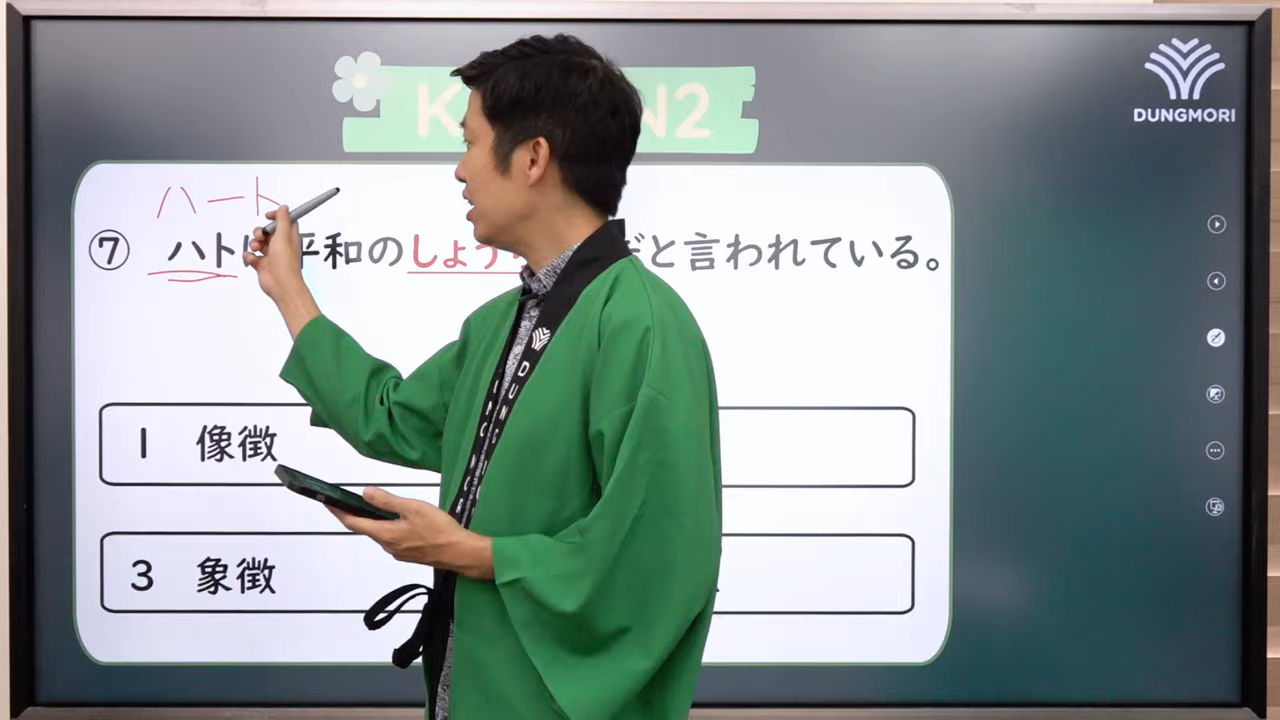 DUNGMORI
N2
ハート
⑦ ハト 平和のしょう だと言われている。
1 像徴
3 象徴